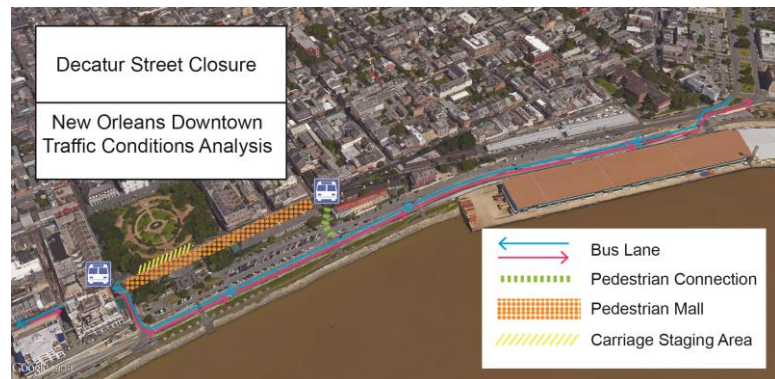 Decatur Street Closure
New Orleans Downtown
Traffic Conditions Analysis
Bus Lane
Pedestrian Connection
Pedestrian Mall
Carriage Staging Area
Google earth